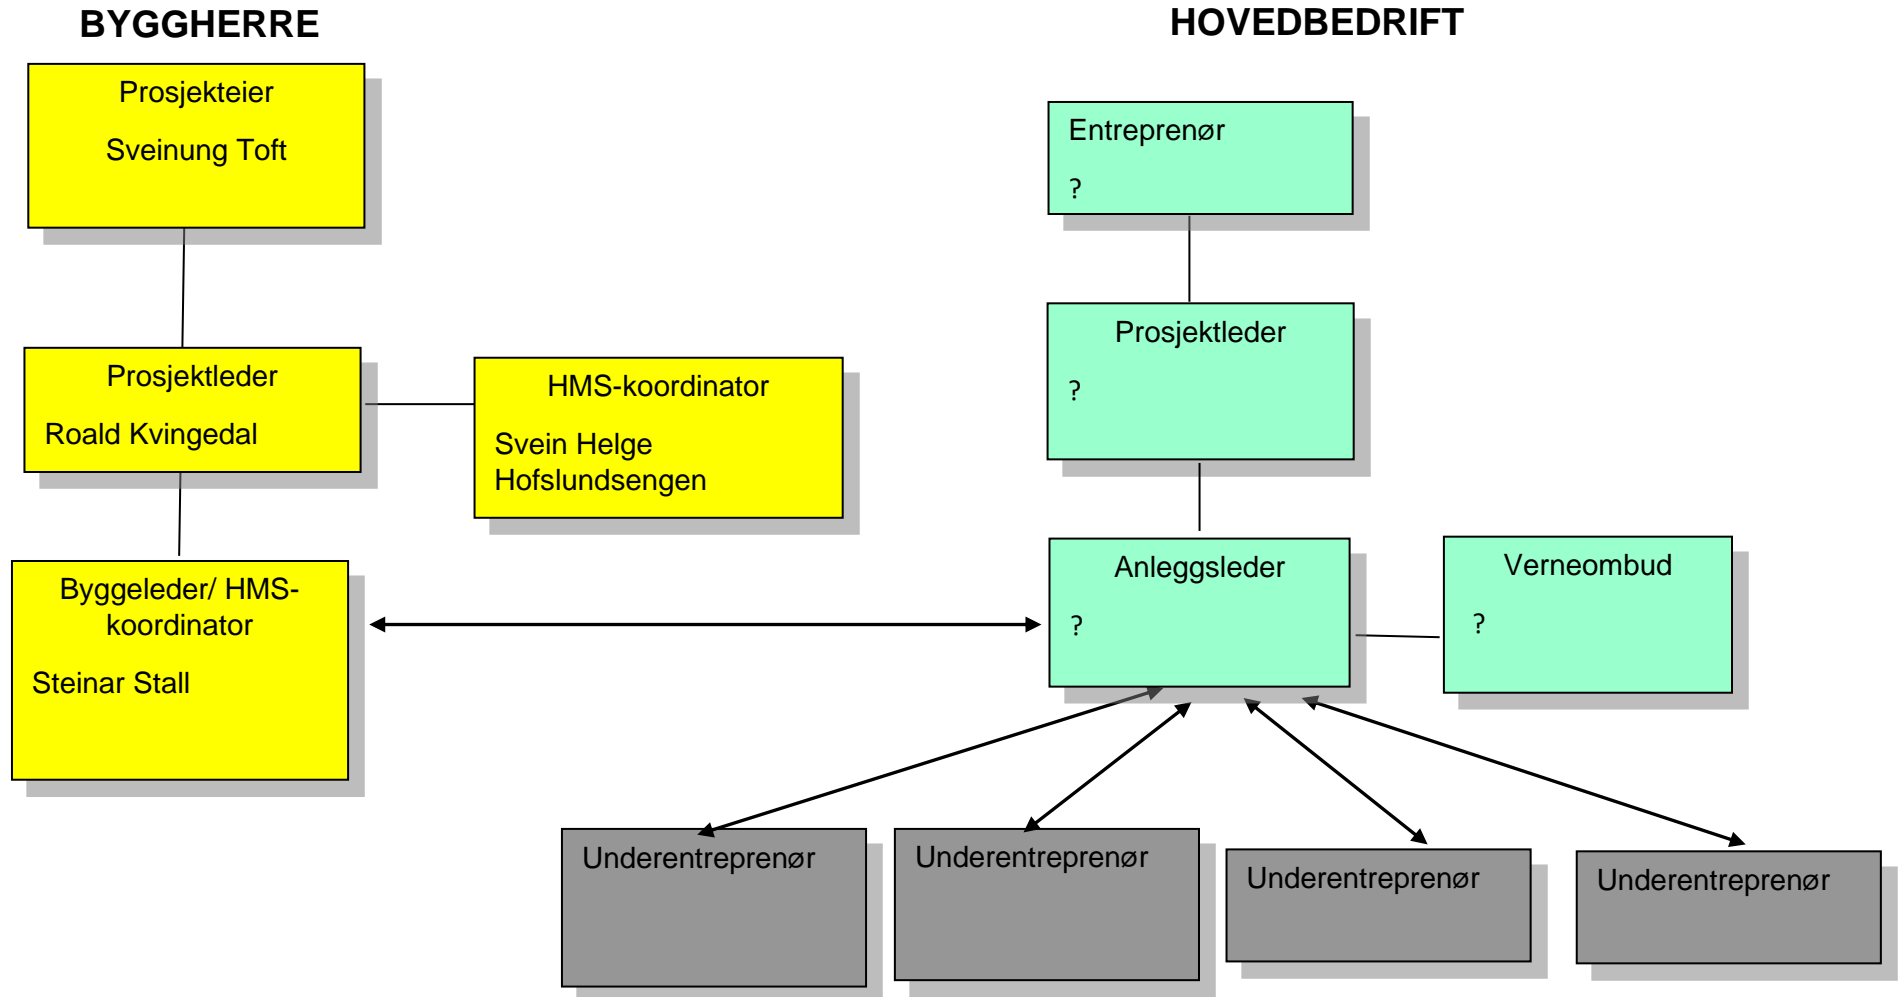 BYGGHERRE
Prosjekteier
Sveinung Toft
Prosjektleder
Roald Kvingedal
HMS-koordinator
Svein Helge
Hofslundsengen
Byggeleder/ HMS-
koordinator
Steinar Stall
HOVEDBEDRIFT
Entreprenør
?
Prosjektleder
?
Anleggsleder
?
Verneombud
?
Underentreprenør
Underentreprenør
Underentreprenør
Underentreprenør